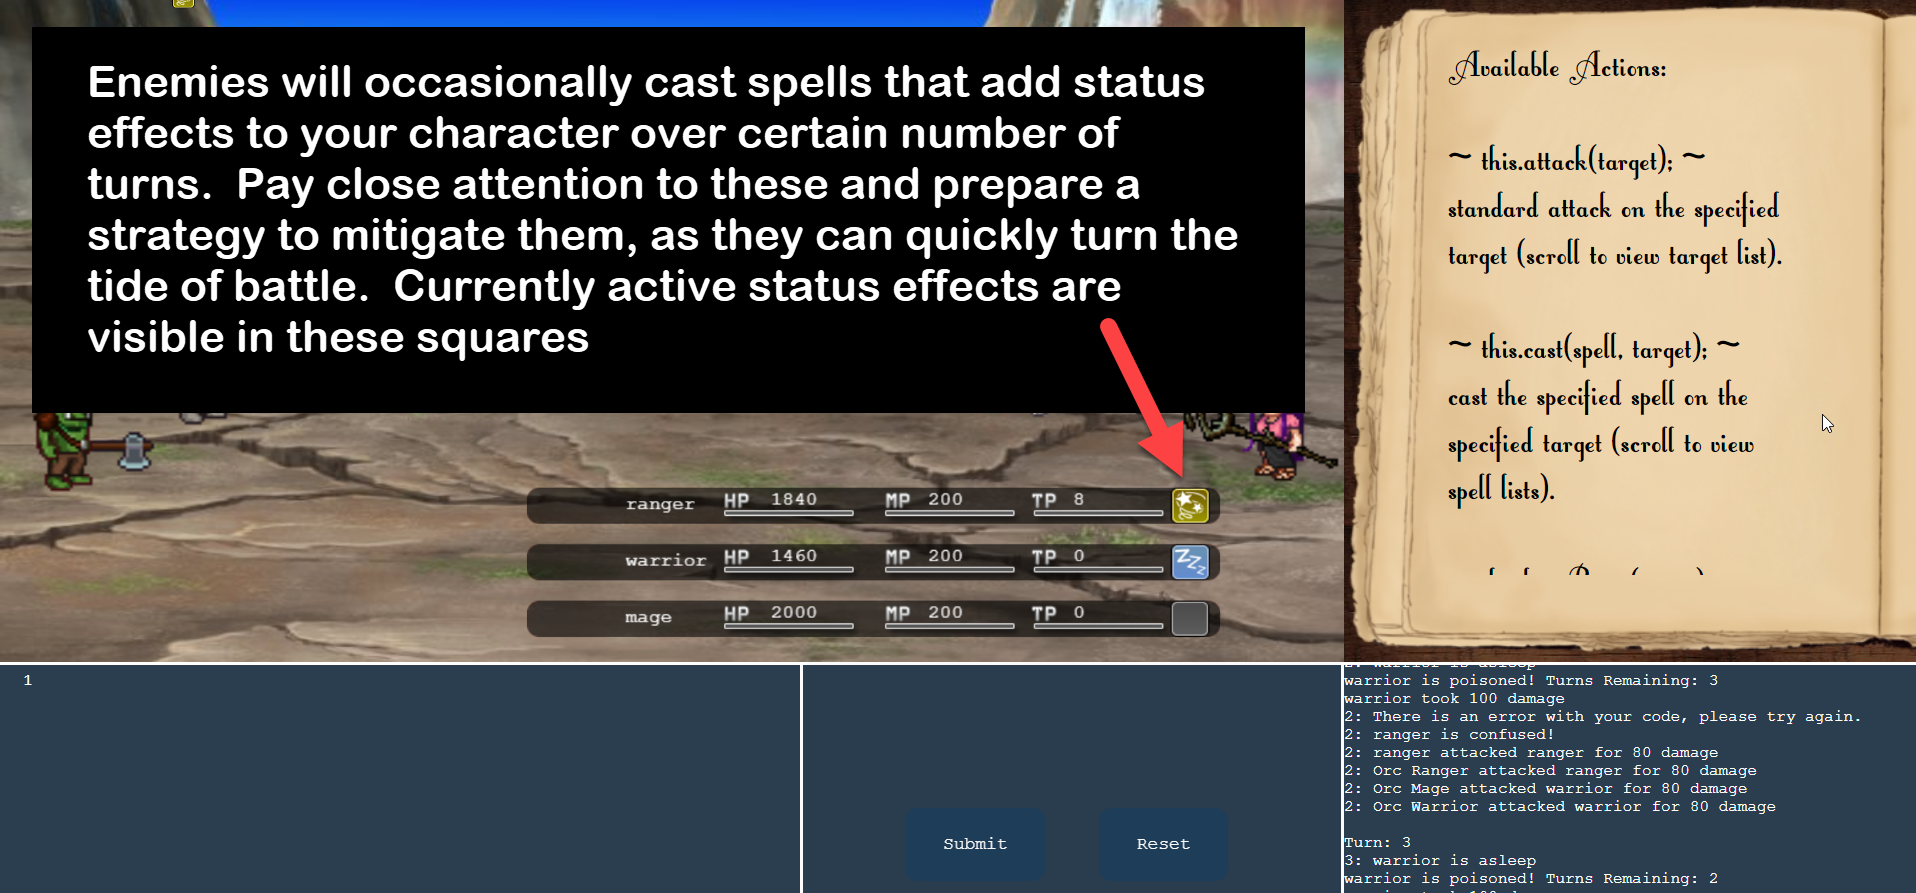 Enemies will occasionally cast spells that add status
effects to your character over certain number of
turns.  Pay close attention to these and prepare a
strategy to mitigate them, as they can quickly turn the
tide of battle.  Currently active status effects are
visible in these squares
ranger HP 1840 MP 200 TP 8
warrior HP 1460 MP 200 TP 0
ZZZ
mage HP 2000 MP 200 TP 0
Available Actions:
~ this.attack(target); ~
standard attack on the specified
target (scroll to view target list).
~ this.cast(spell, target); ~
cast the specified spell on the
specified target (scroll to view
spell lists).
1
Submit
Reset
2: warrior is asleep
warrior is poisoned! Turns Remaining: 3
warrior took 100 damage
2: There is an error with your code, please try again.
2: ranger is confused!
2: ranger attacked ranger for 80 damage
2: Orc Ranger attacked ranger for 80 damage
2: Orc Mage attacked warrior for 80 damage
2: Orc Warrior attacked warrior for 80 damage
Turn: 3
3: warrior is asleep
warrior is poisoned! Turns Remaining: 2